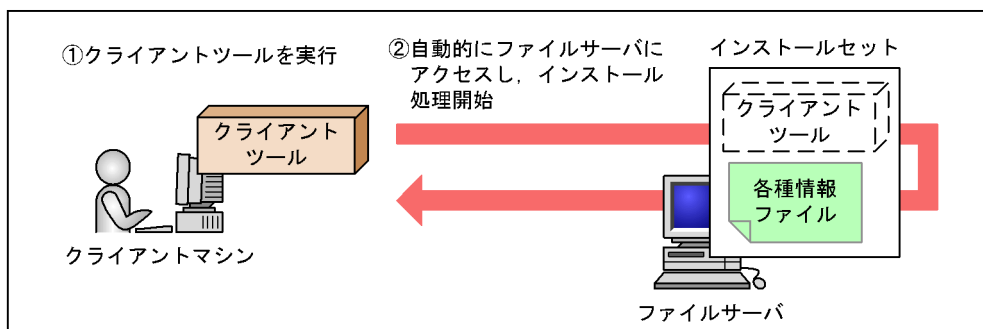 ①クライアントツールを実行
②自動的にファイルサーバに
アクセスし，インストール
処理開始
インストールセット
クライアント
ツール
クライアント
ツール
各種情報
ファイル
クライアントマシン
ファイルサーバ